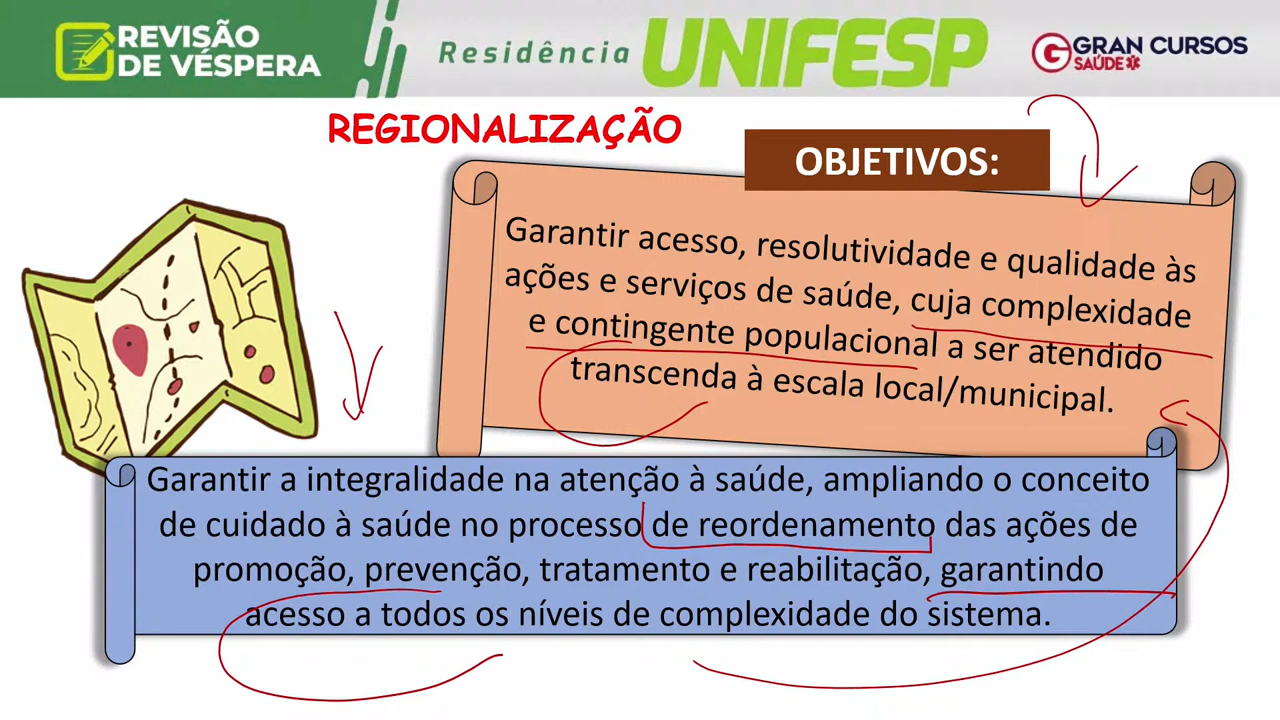 REVISÃO
DE VÉSPERA
Residência UNIFESP
GRAN CURSOS
SAÚDE
REGIONALIZAÇÃO
OBJETIVOS:
Garantir acesso, resolutividade e qualidade às
ações e serviços de saúde, cuja complexidade
e contingente populacional a ser atendido
transcenda à escala local/municipal.
Garantir a integralidade na atenção à saúde, ampliando o conceito
de cuidado à saúde no processo de reordenamento das ações de
promoção, prevenção, tratamento e reabilitação, garantindo
acesso a todos os níveis de complexidade do sistema.